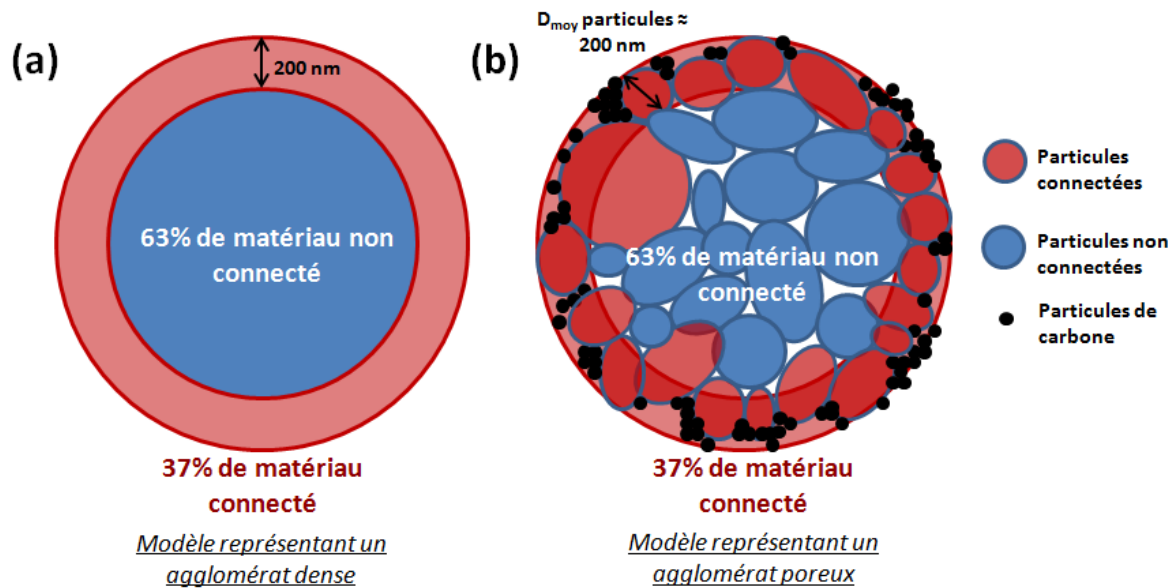 (a)
200 nm
63% de matériau non
connecté
37% de matériau
connecté
Modèle représentant un
agglomérat dense
(b)
Dmoy particules ≈
200 nm
63% de matériau non
connecté
37% de matériau
connecté
Modèle représentant un
agglomérat poreux
Particules
connectées
Particules non
connectées
Particules de
carbone